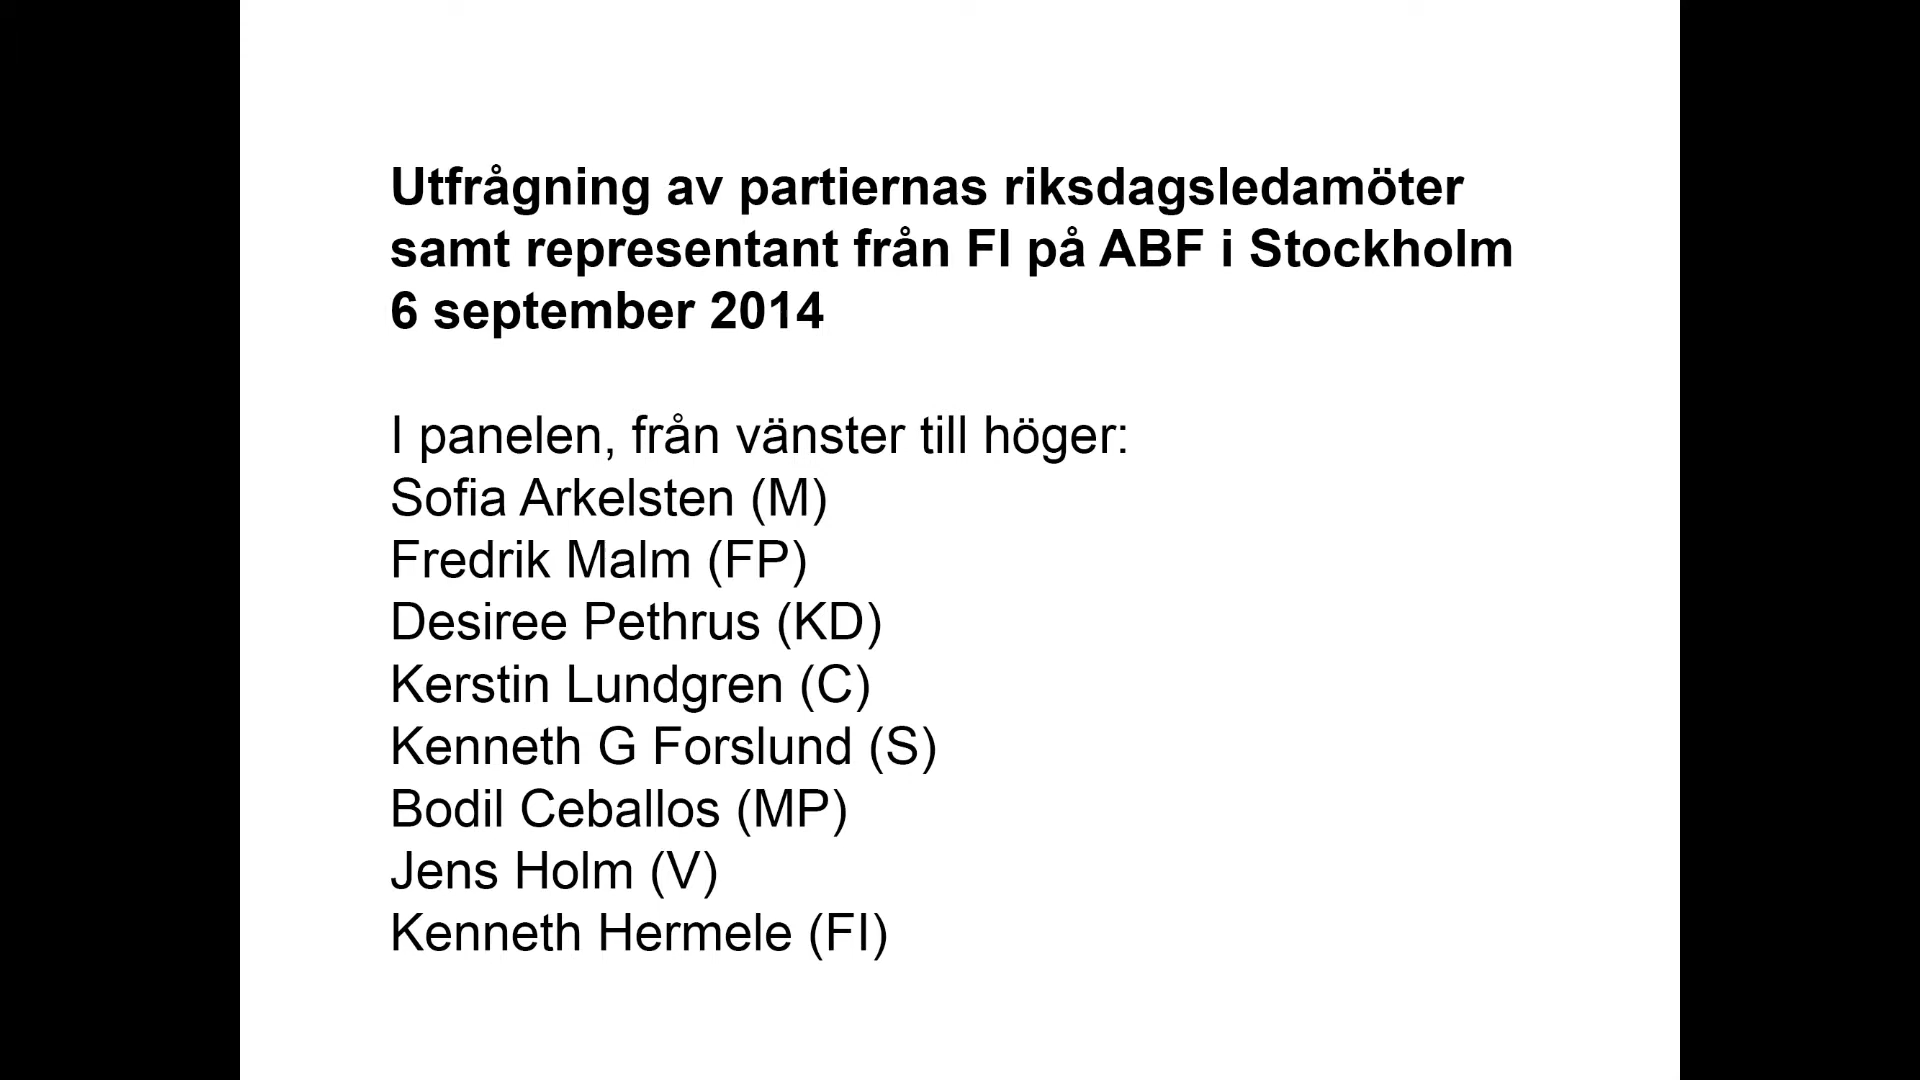 Utfrågning av partiernas riksdagsledamöter
samt representant från FI på ABF i Stockholm
6 september 2014
I panelen, från vänster till höger:
Sofia Arkelsten (M)
Fredrik Malm (FP)
Desiree Pethrus (KD)
Kerstin Lundgren (C)
Kenneth G Forslund (S)
Bodil Ceballos (MP)
Jens Holm (V)
Kenneth Hermele (FI)